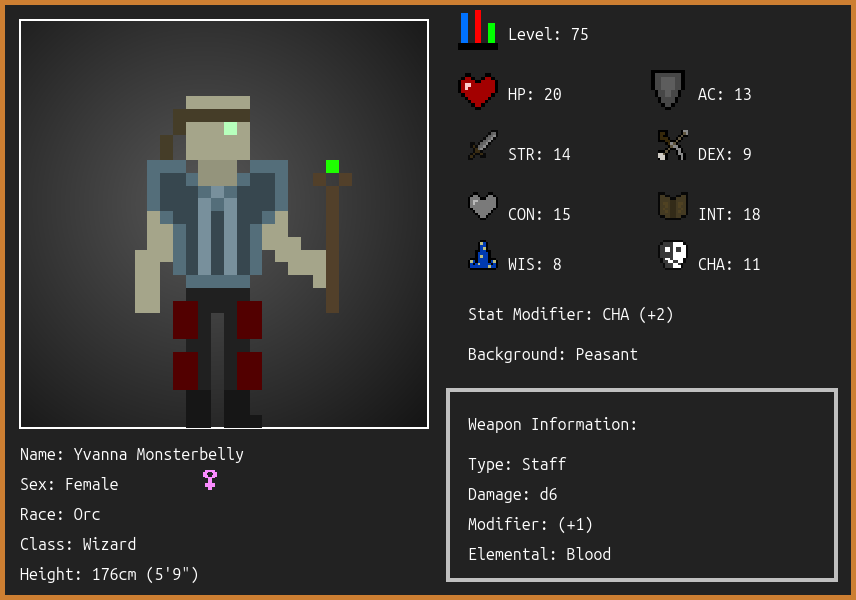 Level: 75
HP: 20
AC: 13
STR: 14
DEX: 9
CON: 15
INT: 18
WIS: 8
CHA: 11
Stat Modifier: CHA (+2)
Background: Peasant
Weapon Information:
Type: Staff
Damage: d6
Modifier: (+1)
Elemental: Blood
Name: Yvanna Monsterbelly
Sex: Female
Race: Orc
Class: Wizard
Height: 176cm (5'9")